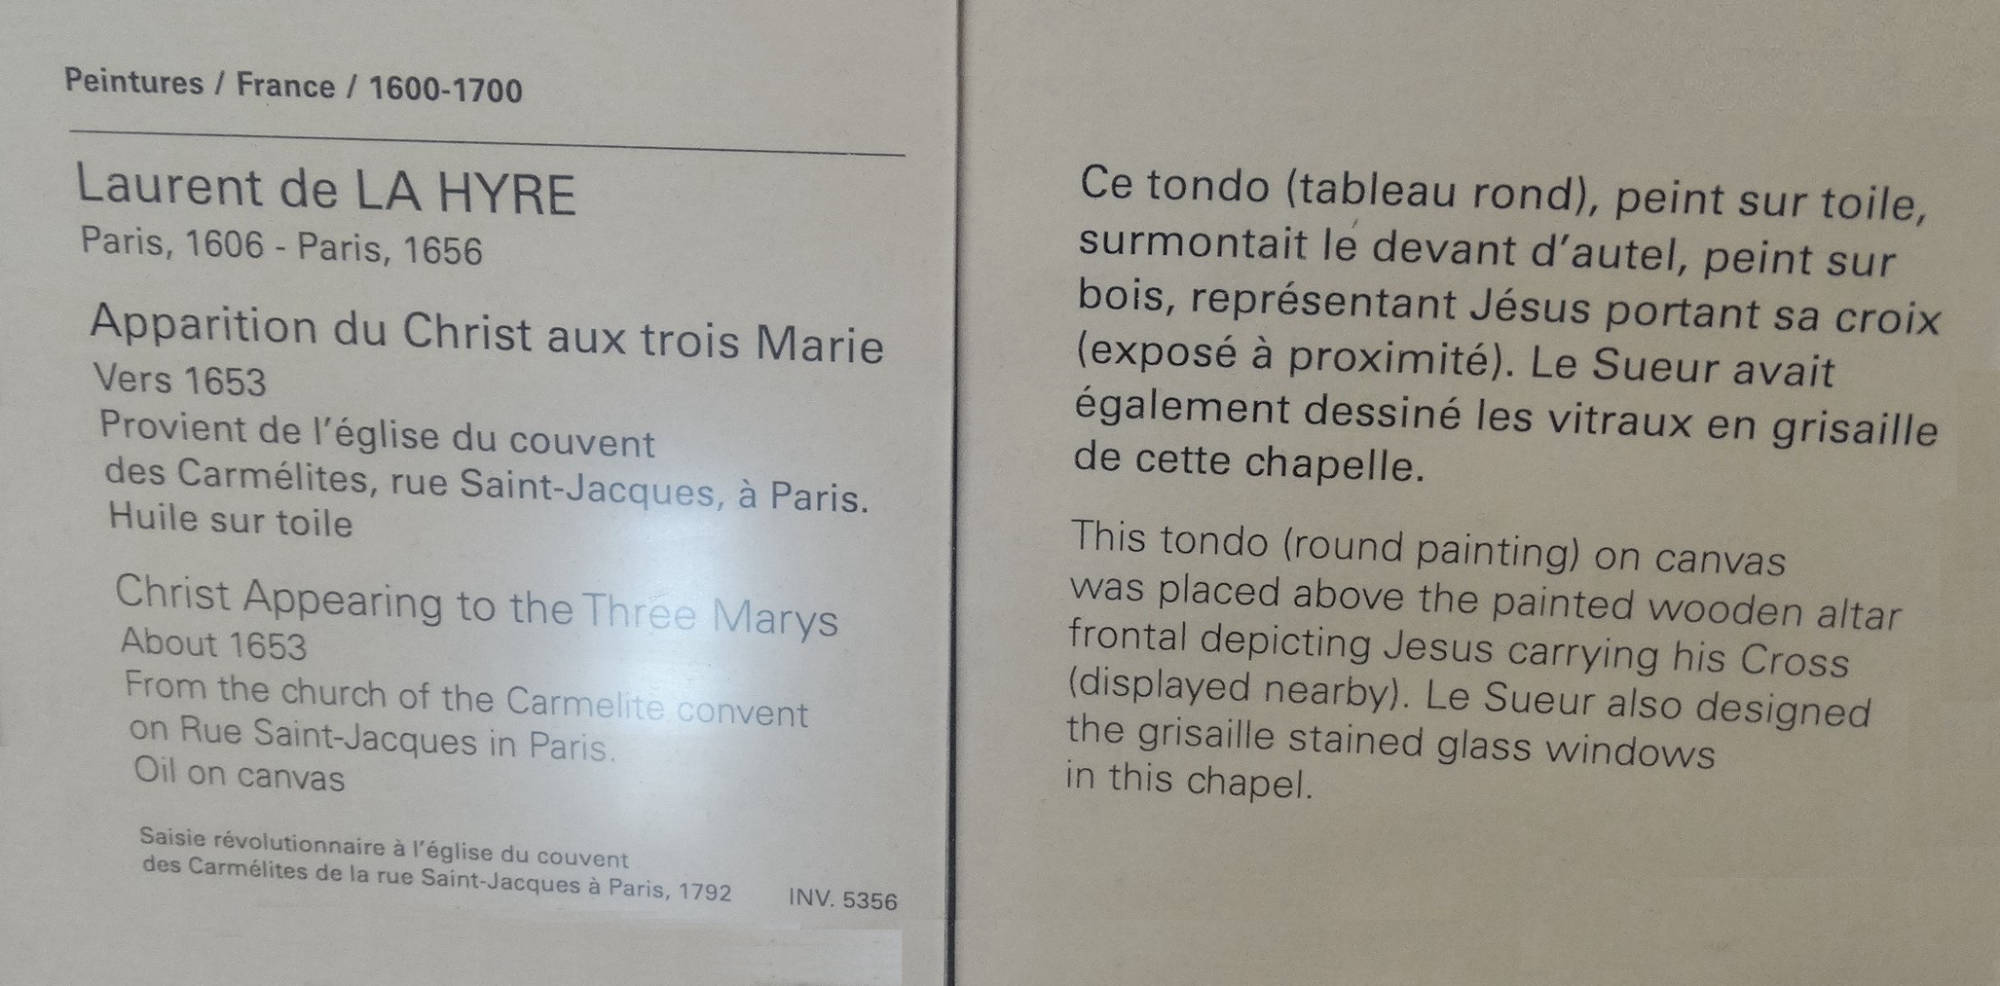 Peintures / France / 1600-1700
Laurent de LA HYRE
Paris, 1606 - Paris, 1656
Apparition du Christ aux trois Marie
Vers 1653
Provient de l'église du couvent
des Carmélites, rue Saint-Jacques, à Paris.
Huile sur toile
Christ Appearing to the Three Marys
About 1653
From the church of the Carmelite convent
on Rue Saint-Jacques in Paris.
Oil on canvas
Saisie révolutionnaire à l'église du couvent
des Carmélites de la rue Saint-Jacques à Paris, 1792 INV. 5356
Ce tondo (tableau rond), peint sur toile,
surmontait le devant d'autel, peint sur
bois, représentant Jésus portant sa croix
(exposé à proximité). Le Sueur avait
également dessiné les vitraux en grisaille
de cette chapelle.
This tondo (round painting) on canvas
was placed above the painted wooden altar
frontal depicting Jesus carrying his Cross
(displayed nearby). Le Sueur also designed
the grisaille stained glass windows
in this chapel.